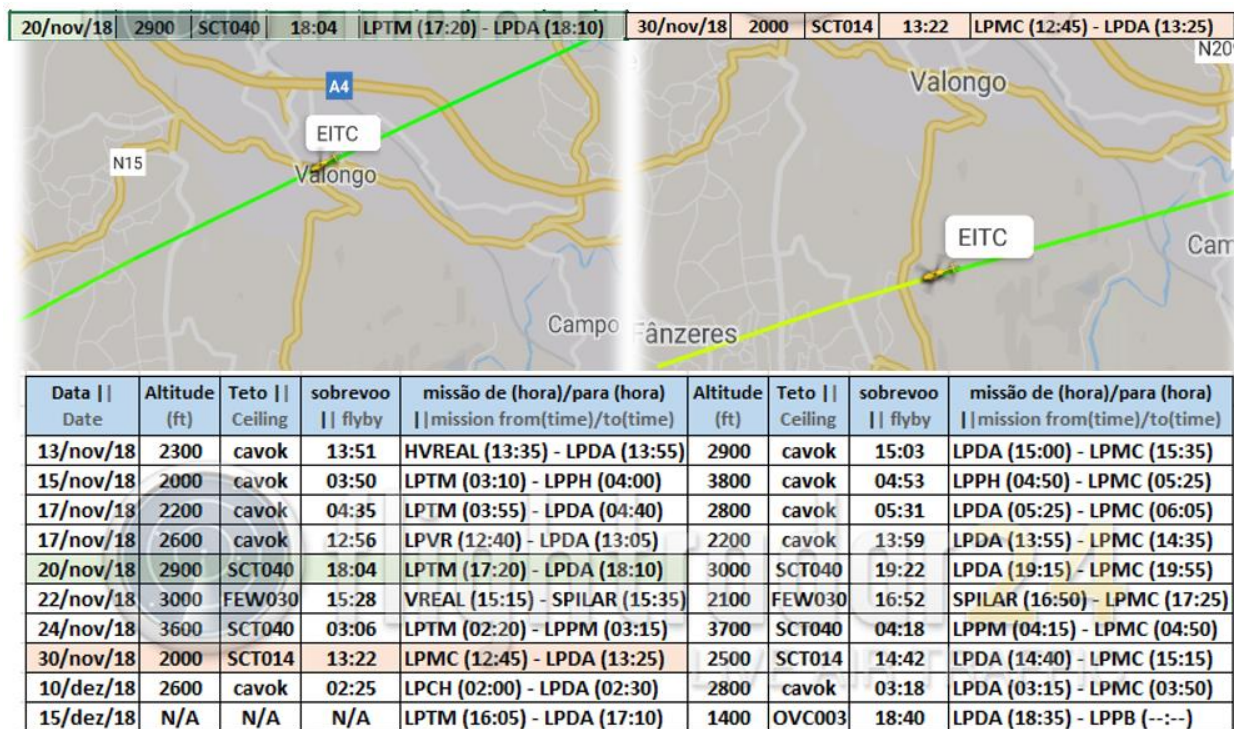 20/nov/18 2900 SCT040 18:04 LPTM (17:20) - LPDA (18:10) 30/nov/18 2000 SCT014 13:22 LPMC (12:45) - LPDA (13:25)
N209
Valongo
A4
EITC
N15
Valongo
EITC
Cam
Campo
Fânzeres
Data || Altitude Teto || sobrevoo missão de (hora)/para (hora) Altitude Teto || sobrevoo missão de (hora)/para (hora)
Date (ft) Ceiling || flyby ||mission from(time)/to(time) (ft) Ceiling || flyby ||mission from(time)/to(time)
13/nov/18 2300 cavok 13:51 HVREAL (13:35) - LPDA (13:55) 2900 cavok 15:03 LPDA (15:00) - LPMC (15:35)
15/nov/18 2000 cavok 03:50 LPTM (03:10) - LPPH (04:00) 3800 cavok 04:53 LPPH (04:50) - LPMC (05:25)
17/nov/18 2200 cavok 04:35 LPTM (03:55) - LPDA (04:40) 2800 cavok 05:31 LPDA (05:25) - LPMC (06:05)
17/nov/18 2600 cavok 12:56 LPVR (12:40) - LPDA (13:05) 2200 cavok 13:59 LPDA (13:55) - LPMC (14:35)
20/nov/18 2900 SCT040 18:04 LPTM (17:20) - LPDA (18:10) 3000 SCT040 19:22 LPDA (19:15) - LPMC (19:55)
22/nov/18 3000 FEW030 15:28 VREAL (15:15) - SPILAR (15:35) 2100 FEW030 16:52 SPILAR (16:50) - LPMC (17:25)
24/nov/18 3600 SCT040 03:06 LPTM (02:20) - LPPM (03:15) 3700 SCT040 04:18 LPPM (04:15) - LPMC (04:50)
30/nov/18 2000 SCT014 13:22 LPMC (12:45) - LPDA (13:25) 2500 SCT014 14:42 LPDA (14:40) - LPMC (15:15)
10/dez/18 2600 cavok 02:25 LPCH (02:00) - LPDA (02:30) 2800 cavok 03:18 LPDA (03:15) - LPMC (03:50)
15/dez/18 N/A N/A N/A LPTM (16:05) - LPDA (17:10) 1400 OVC003 18:40 LPDA (18:35) - LPPB (--:--)
flightradar24
LIVE AIR TRAFFIC